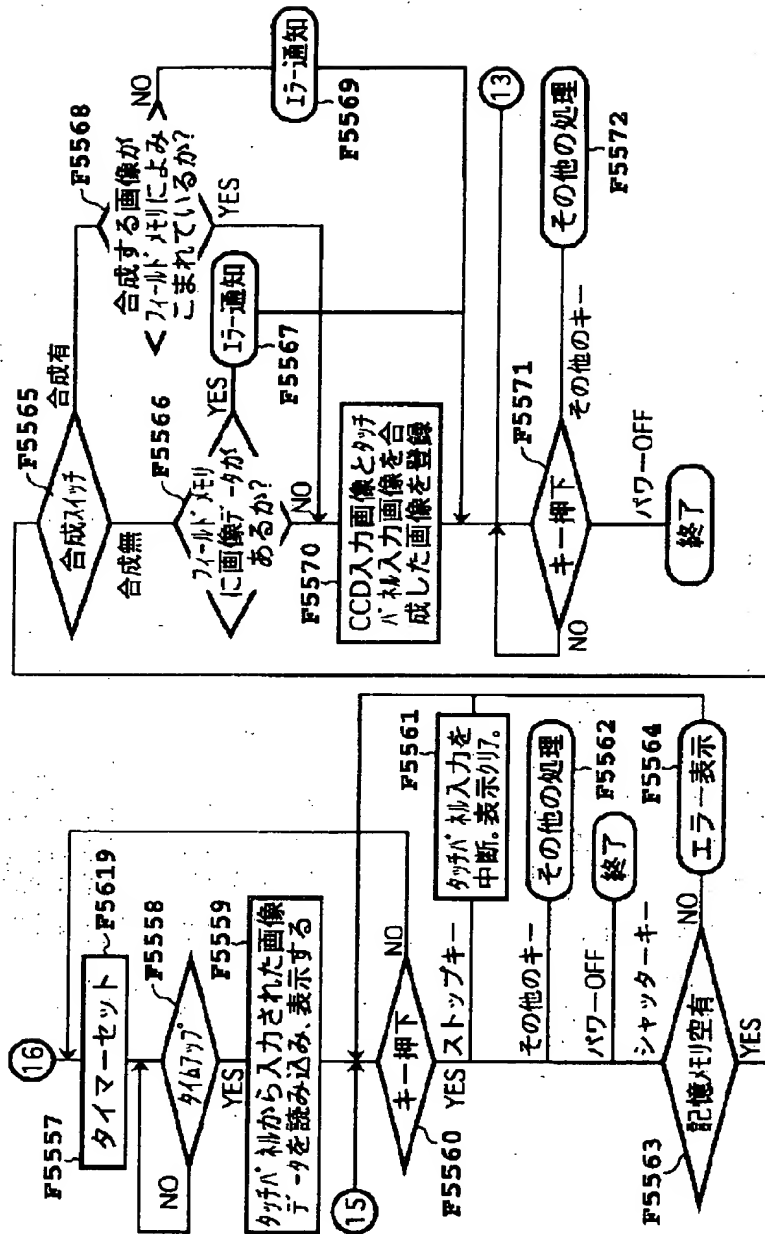 16
F5557
タイマーセット
F5619
タイムアップ
F5558
NO
YES
F5559
タッチパネルから入力された画像
データを読み込み、表示する
15
キー押下
NO
F5560
YES
ストップキー
F5561
タッチパネル入力を
中断。表示クリア。
その他のキー
その他の処理
F5562
パワーOFF
終了
シャッターキー
F5563
記憶メモリ空有
NO
エラー表示
F5564
YES
合成スイッチ
F5565
合成有
合成無
F5566
フィールドメモリ
に画像データが
あるか?
YES
エラー通知
F5567
NO
F5568
合成する画像が
フィールドメモリによみ
こまれているか?
NO
YES
エラー通知
F5569
F5570
CCD入力画像とタッチ
パネル入力画像を合
成した画像を登録
13
キー押下
F5571
NO
その他のキー
その他の処理
F5572
パワーOFF
終了